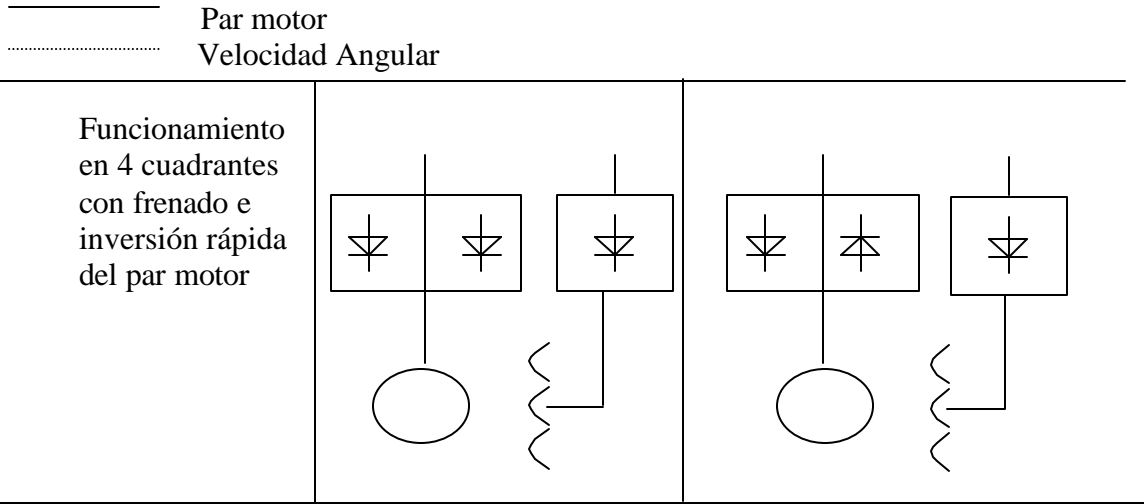 Par motor
Velocidad Angular
Funcionamiento
en 4 cuadrantes
con frenado e
inversión rápida
del par motor